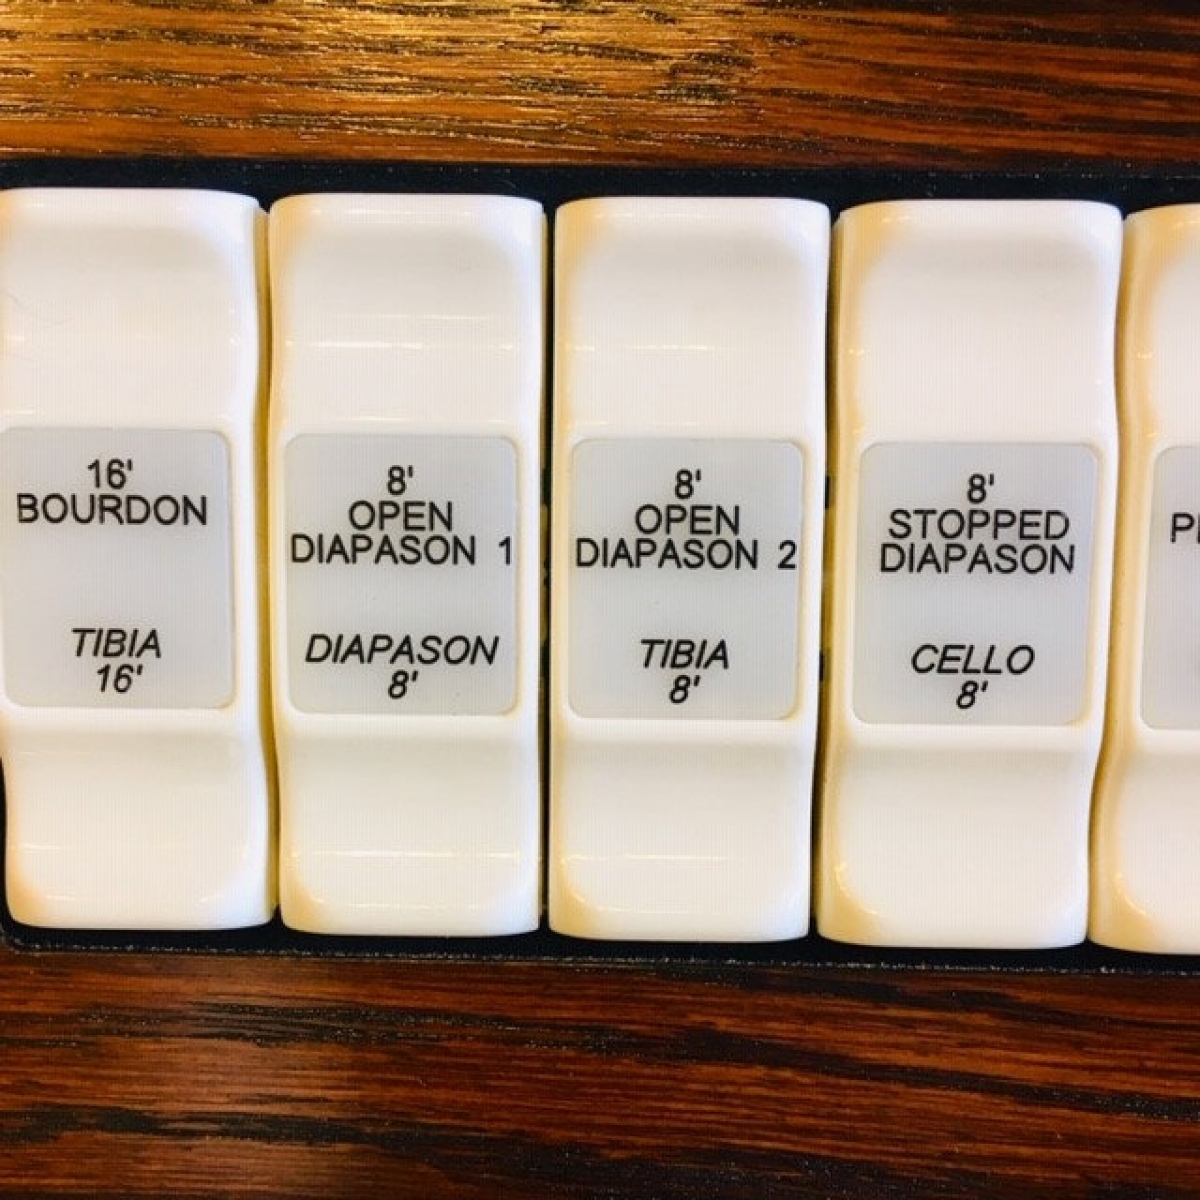 16'
BOURDON
TIBIA
16'
8'
OPEN
DIAPASON 1
DIAPASON
8'
8'
OPEN
DIAPASON 2
TIBIA
8'
8'
STOPPED
DIAPASON
CELLO
8'